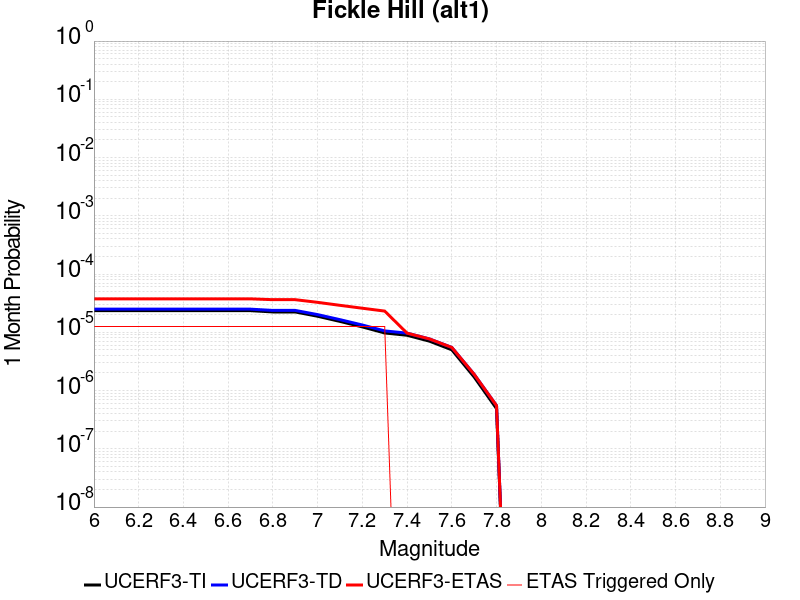 Fickle Hill (alt1)
1 Month Probability
10^0
10^-1
10^-2
10^-3
10^-4
10^-5
10^-6
10^-7
10^-8
6 6.2 6.4 6.6 6.8 7 7.2 7.4 7.6 7.8 8 8.2 8.4 8.6 8.8 9
Magnitude
UCERF3-TI UCERF3-TD UCERF3-ETAS ETAS Triggered Only